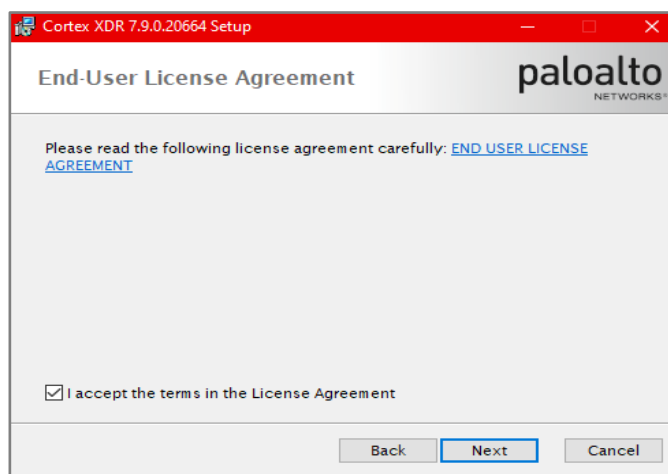 Cortex XDR 7.9.0.20664 Setup
End-User License Agreement
paloalto
NETWORKS®
Please read the following license agreement carefully: END USER LICENSE
AGREEMENT
I accept the terms in the License Agreement
Back Next Cancel